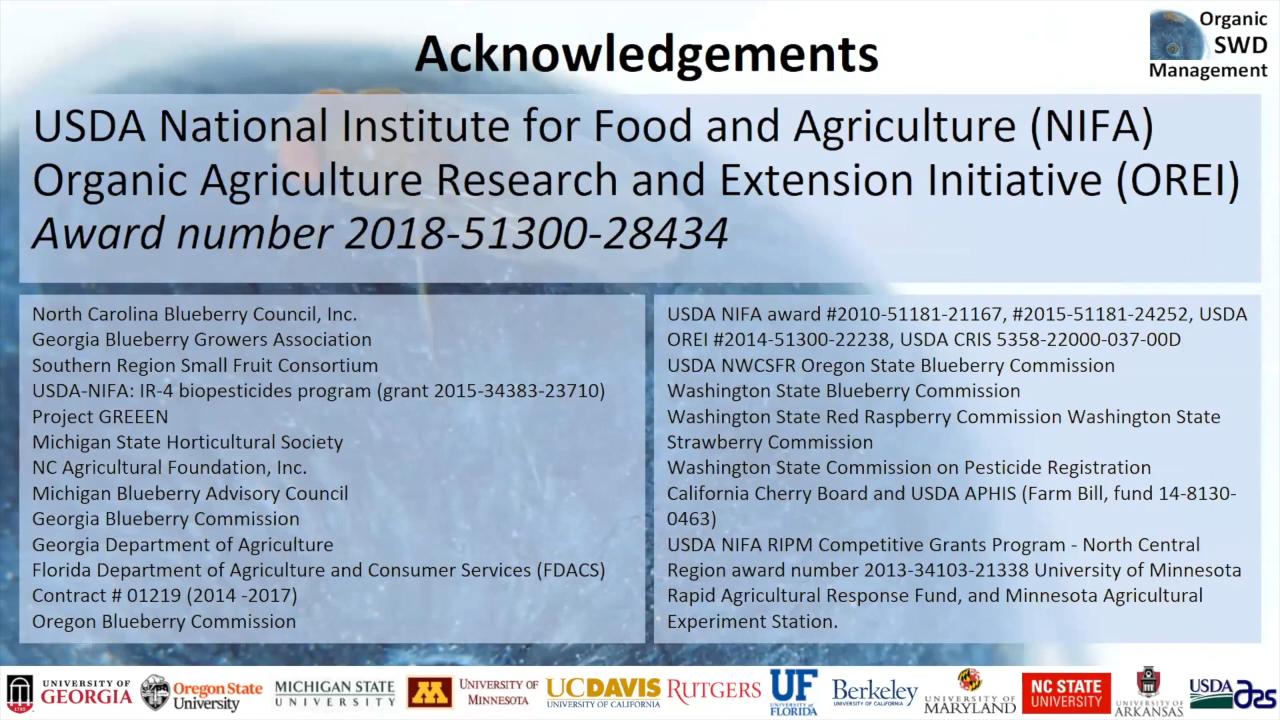 Acknowledgements
Organic
SWD
Management
USDA National Institute for Food and Agriculture (NIFA)
Organic Agriculture Research and Extension Initiative (OREI)
Award number 2018-51300-28434
North Carolina Blueberry Council, Inc.
Georgia Blueberry Growers Association
Southern Region Small Fruit Consortium
USDA-NIFA: IR-4 biopesticides program (grant 2015-34383-23710)
Project GREEEN
Michigan State Horticultural Society
NC Agricultural Foundation, Inc.
Michigan Blueberry Advisory Council
Georgia Blueberry Commission
Georgia Department of Agriculture
Florida Department of Agriculture and Consumer Services (FDACS)
Contract # 01219 (2014 -2017)
Oregon Blueberry Commission
USDA NIFA award #2010-51181-21167, #2015-51181-24252, USDA
OREI #2014-51300-22238, USDA CRIS 5358-22000-037-00D
USDA NWCSFR Oregon State Blueberry Commission
Washington State Blueberry Commission
Washington State Red Raspberry Commission Washington State
Strawberry Commission
Washington State Commission on Pesticide Registration
California Cherry Board and USDA APHIS (Farm Bill, fund 14-8130-
0463)
USDA NIFA RIPM Competitive Grants Program - North Central
Region award number 2013-34103-21338 University of Minnesota
Rapid Agricultural Response Fund, and Minnesota Agricultural
Experiment Station.
UNIVERSITY OF
GEORGIA
Oregon State
University
MICHIGAN STATE
UNIVERSITY
M
UNIVERSITY OF
MINNESOTA
UCDAVIS
UNIVERSITY OF CALIFORNIA
RUTGERS
UF
UNIVERSITY of
FLORIDA
Berkeley
UNIVERSITY OF CALIFORNIA
UNIVERSITY OF
MARYLAND
NC STATE
UNIVERSITY
UNIVERSITY OF
ARKANSAS
USDA
ars